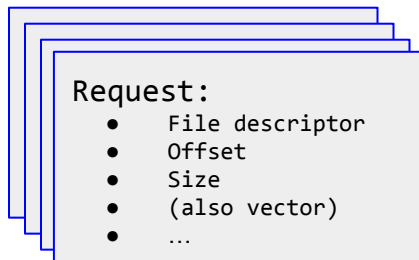 Request:
● File descriptor
● Offset
● Size
● (also vector)
● …